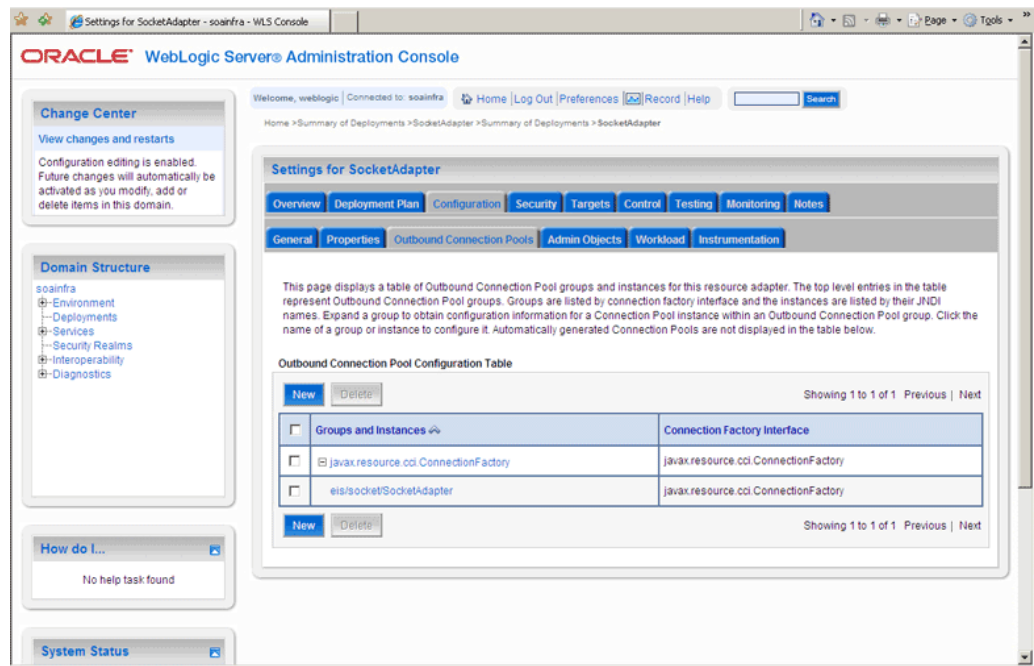 Settings for SocketAdapter - soainfra - WLS Console
Page
Tools
»
ORACLE® WebLogic Server® Administration Console
Change Center
View changes and restarts
Configuration editing is enabled.
Future changes will automatically be
activated as you modify, add or
delete items in this domain.
Domain Structure
soainfra
Environment
Deployments
Services
Security Realms
Interoperability
Diagnostics
How do I...
No help task found
System Status
Welcome, weblogic | Connected to: soainfra
Home | Log Out | Preferences | Record | Help
Search
Home >Summary of Deployments >SocketAdapter >Summary of Deployments >SocketAdapter
Settings for SocketAdapter
Overview Deployment Plan Configuration Security Targets Control Testing Monitoring Notes
General Properties Outbound Connection Pools Admin Objects Workload Instrumentation
This page displays a table of Outbound Connection Pool groups and instances for this resource adapter. The top level entries in the table
represent Outbound Connection Pool groups. Groups are listed by connection factory interface and the instances are listed by their JNDI
names. Expand a group to obtain configuration information for a Connection Pool instance within an Outbound Connection Pool group. Click the
name of a group or instance to configure it. Automatically generated Connection Pools are not displayed in the table below.
Outbound Connection Pool Configuration Table
New Delete Showing 1 to 1 of 1 Previous | Next
Groups and Instances Connection Factory Interface
javax.resource.cci.ConnectionFactory javax.resource.cci.ConnectionFactory
eis/socket/SocketAdapter javax.resource.cci.ConnectionFactory
New Delete Showing 1 to 1 of 1 Previous | Next